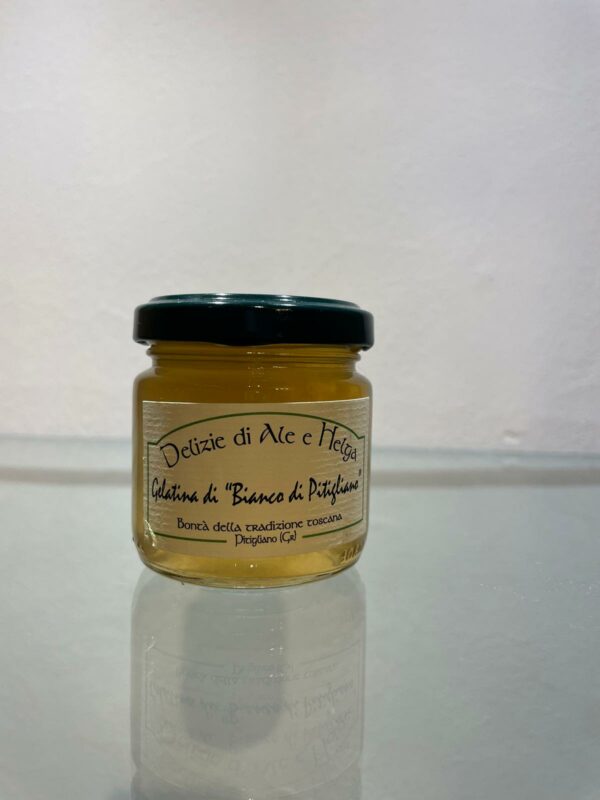 Delizie di Ale e Helga
Gelatina di "Bianco di Pitigliano"
Bontà della tradizione toscana
Pitigliano (Gr)